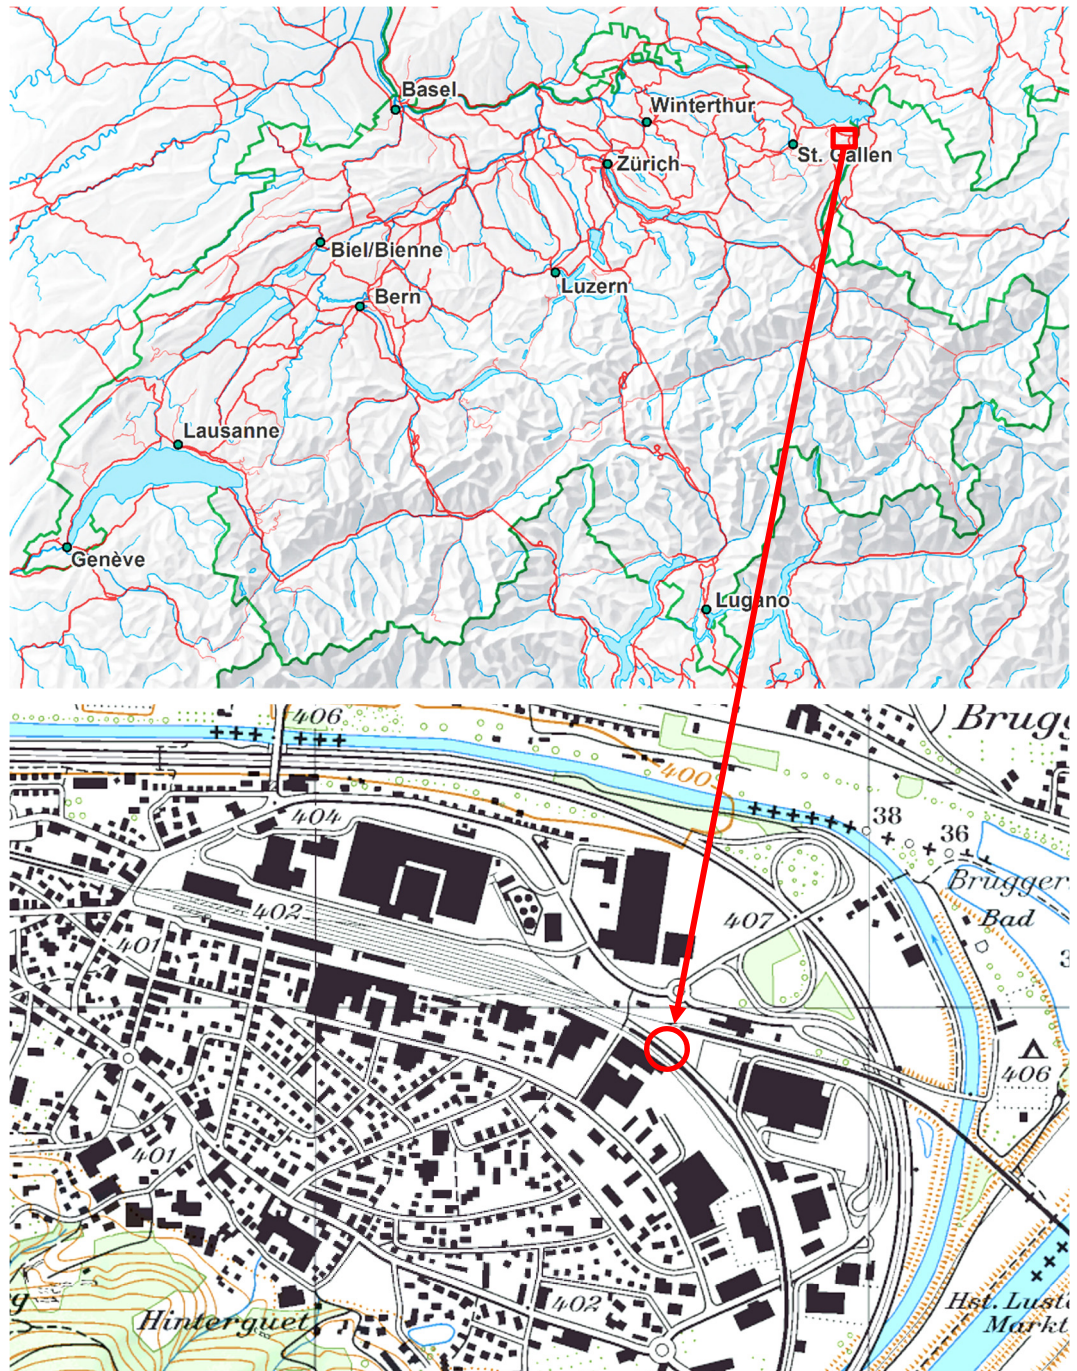 Basel
Winterthur
St. Gallen
Zürich
Biel/Bienne
Luzern
Bern
Lausanne
Genève
Lugano
406
Brugg
400
404
38
36
Brugger
Bad
402
401
407
3
406
401
g
Hinterguet
402
Hst. Lust
Markt